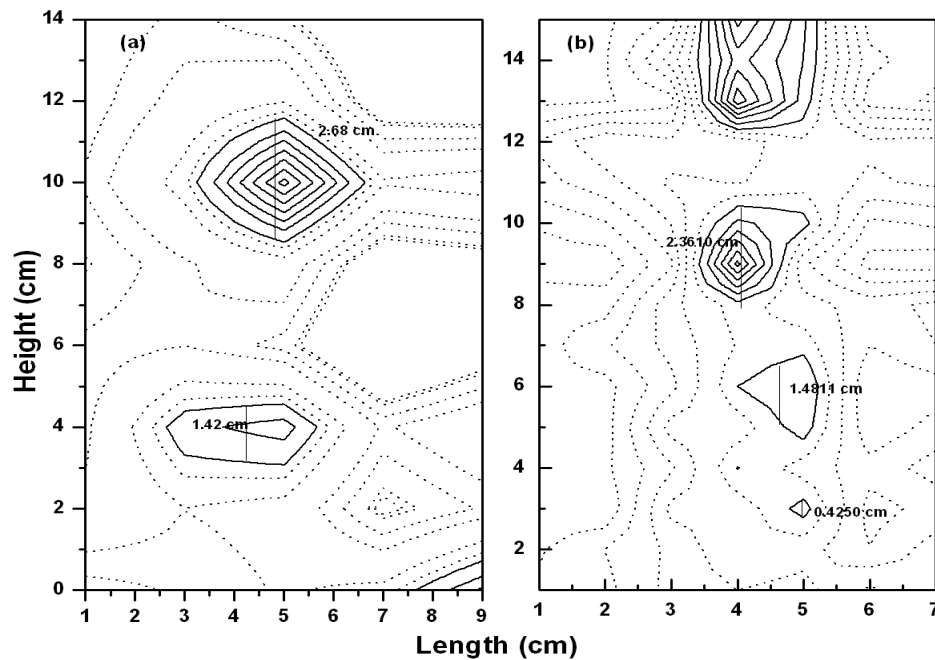 14
12
10
8
6
4
2
0
Height (cm)
(a)
2.68 cm
1.42 cm
1 2 3 4 5 6 7 8 9
14
12
10
8
6
4
2
(b)
2.3610 cm
1.4811 cm
0.4250 cm
1 2 3 4 5 6 7
Length (cm)